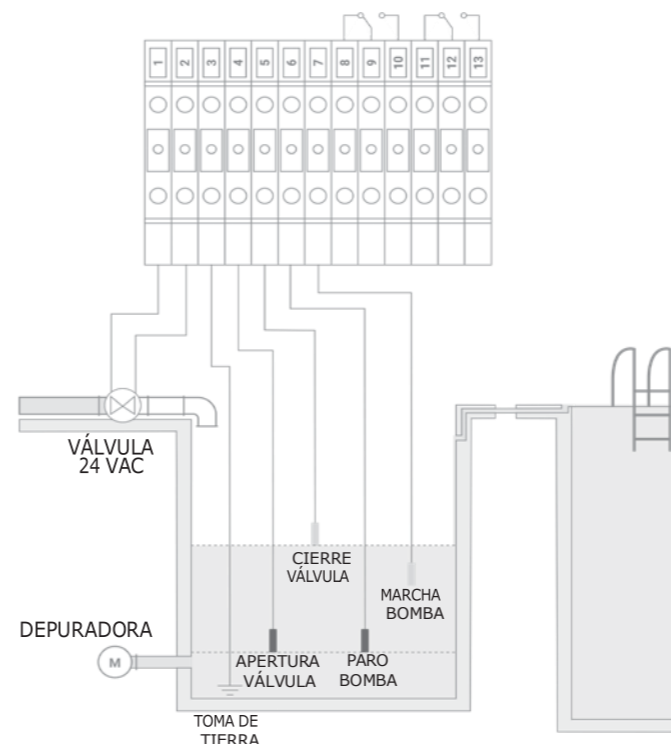 1 2 3 4 5 6 7 8 9 10 11 12 13
VÁLVULA
24 VAC
CIERRE
VÁLVULA
MARCHA
BOMBA
DEPURADORA
M
APERTURA
VÁLVULA
PARO
BOMBA
TOMA DE
TIERRA